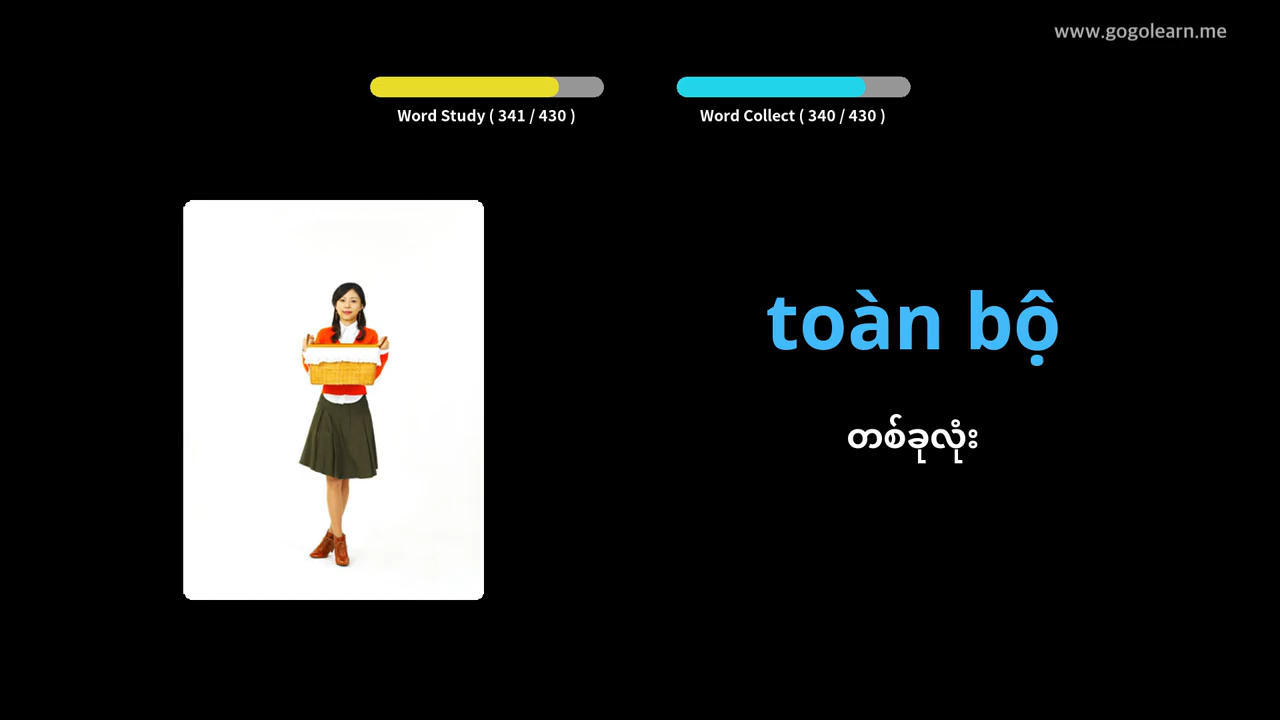 www.gogolearn.me
Word Study ( 341 / 430 )
Word Collect ( 340 / 430 )
toàn bộ
တစ်ခုလုံး